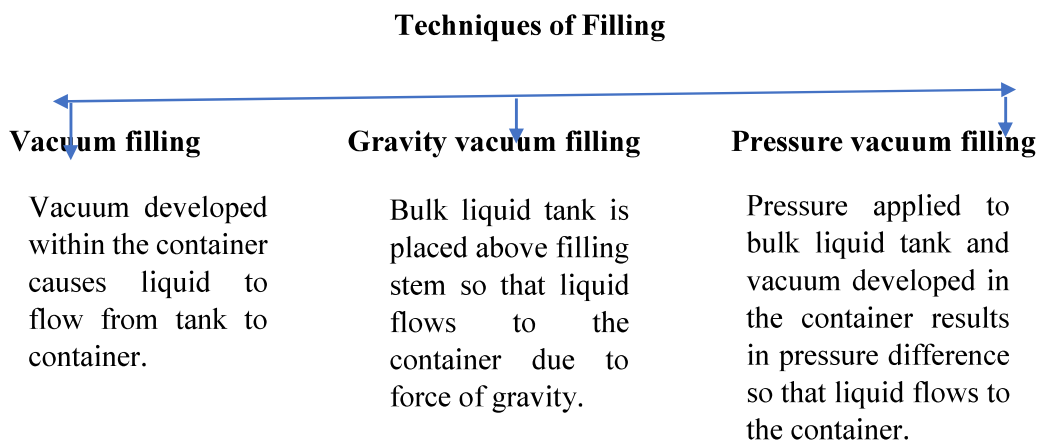 Techniques of Filling
Vacuum filling
Vacuum developed
within the container
causes liquid to
flow from tank to
container.
Gravity vacuum filling
Bulk liquid tank is
placed above filling
stem so that liquid
flows to the
container due to
force of gravity.
Pressure vacuum filling
Pressure applied to
bulk liquid tank and
vacuum developed in
the container results
in pressure difference
so that liquid flows to
the container.